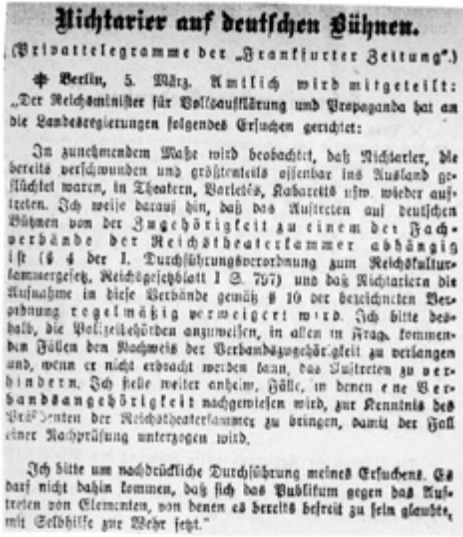 Nichtarier auf deutschen Bühnen.
(Privattelegramme der „Frankfurter Zeitung“.)
✙ Berlin, 5. März. Amtlich wird mitgeteilt:
„Der Reichsminister für Volksaufklärung und Propaganda hat an
die Landesregierungen folgendes Ersuchen gerichtet:
Im zunehmendem Maße wird beobachtet, daß Nichtarier, die
bereits verschwunden und größtenteils offenbar ins Ausland ge-
flüchtet waren, in Theatern, Varietés, Kabaretts usw. wieder auf-
treten. Ich weise darauf hin, daß das Auftreten auf deutschen
Bühnen von der Zugehörigkeit zu einem der Fach-
verbände der Reichstheaterkammer abhängig
ist (§ 4 der 1. Durchführungsverordnung zum Reichskultur-
kammergesetz, Reichsgesetzblatt I S. 797) und daß Nichtariern die
Aufnahme in diese Verbände gemäß § 10 der bezeichneten Ver-
ordnung regelmäßig verweigert wird. Ich bitte des-
halb, die Polizeibehörden anzuweisen, in allen in Frage kommen-
den Fällen den Nachweis der Verbandszugehörigkeit zu verlangen
und, wenn er nicht erbracht werden kann, das Auftreten zu ver-
hindern. Ich stelle weiter anheim, Fälle, in denen eine Ver-
bandsangehörigkeit nachgewiesen wird, zur Kenntnis des
Präsidenten der Reichstheaterkammer zu bringen, damit der Fall
einer Nachprüfung unterzogen wird.
Ich bitte um nachdrückliche Durchführung meines Ersuchens. Es
darf nicht dahin kommen, daß sich das Publikum gegen das Auf-
treten von Elementen, von denen es bereits befreit zu sein glaubte,
mit Selbhilfe zur Wehr setzt.“